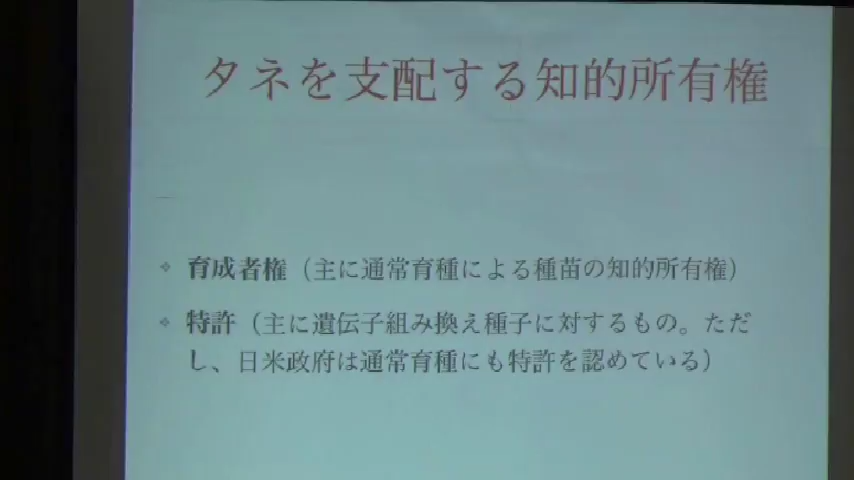 タネを支配する知的所有権
育成者権（主に通常育種による種苗の知的所有権）
特許（主に遺伝子組み換え種子に対するもの。ただ
し、日米政府は通常育種にも特許を認めている）